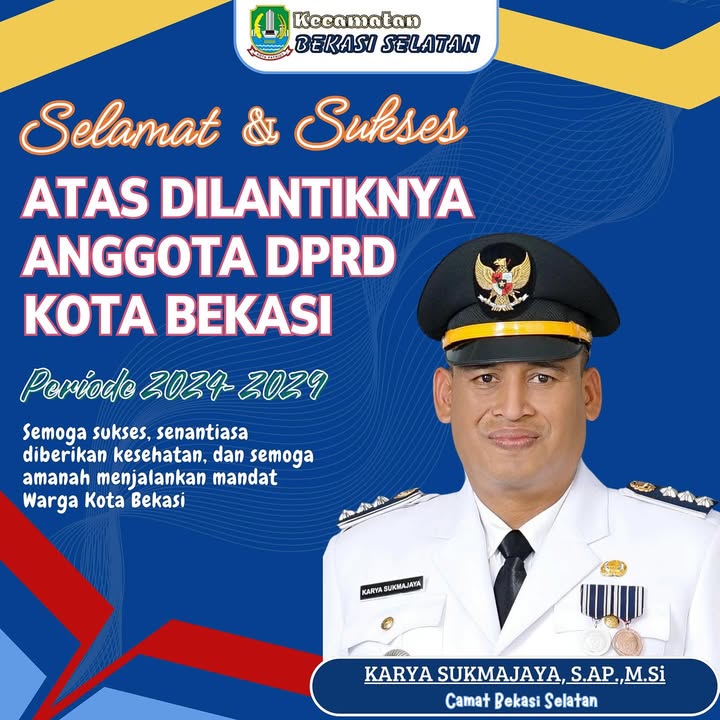 Kecamatan
BEKASI SELATAN
Selamat & Sukses
ATAS DILANTIKNYA
ANGGOTA DPRD
KOTA BEKASI
Periode 2024-2029
Semoga sukses, senantiasa
diberikan kesehatan, dan semoga
amanah menjalankan mandat
Warga Kota Bekasi
KARYA SUKMAJAYA
KARYA SUKMAJAYA, S.AP.,M.Si
Camat Bekasi Selatan